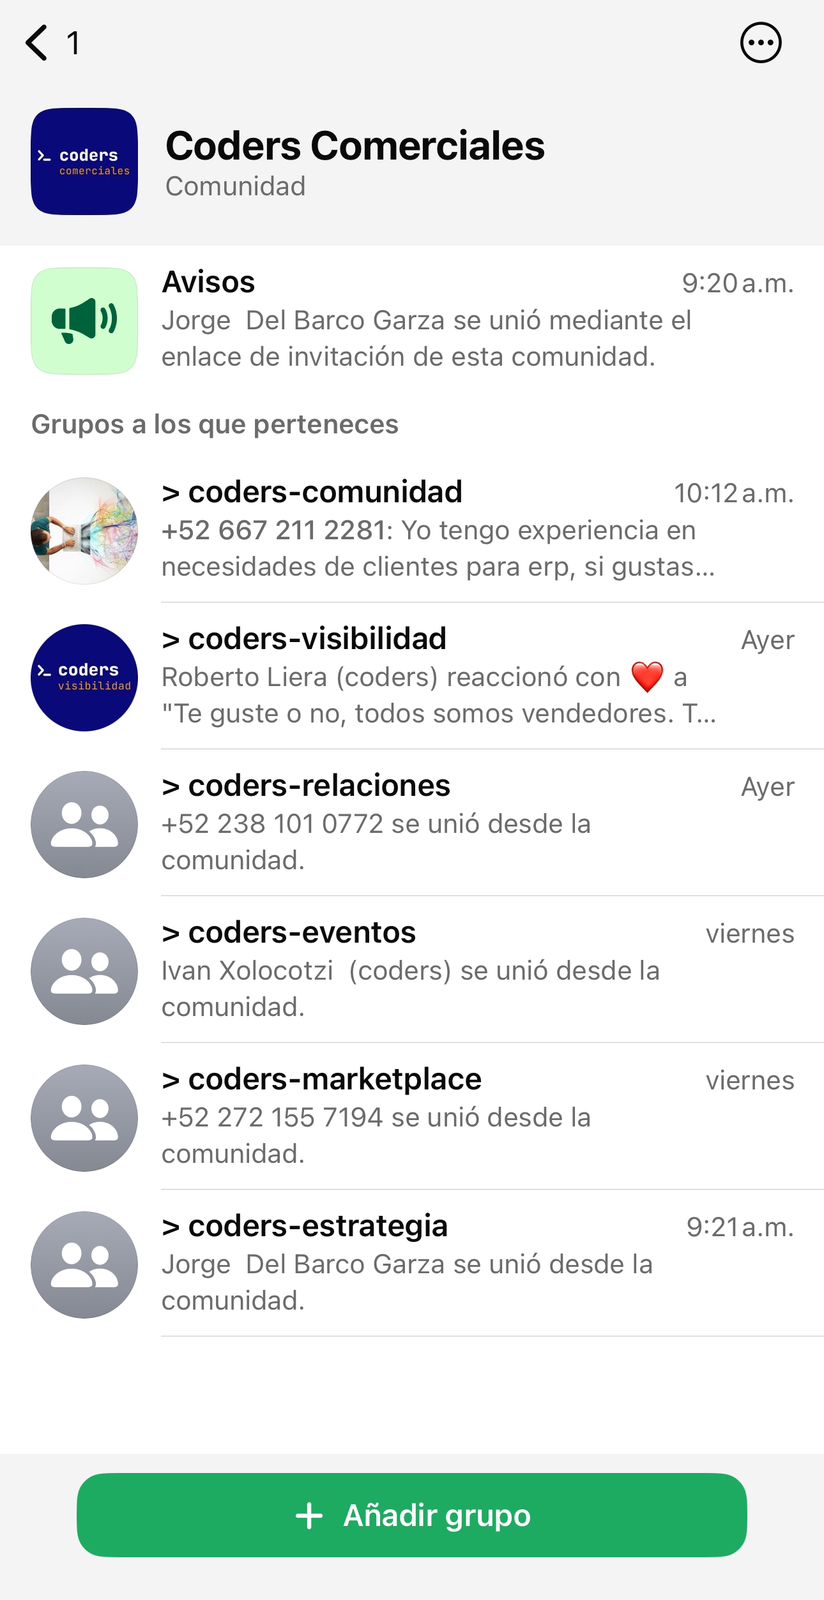 1
>_ coders
comerciales
Coders Comerciales
Comunidad
Avisos
9:20 a.m.
Jorge  Del Barco Garza se unió mediante el
enlace de invitación de esta comunidad.
Grupos a los que perteneces
> coders-comunidad
10:12 a.m.
+52 667 211 2281: Yo tengo experiencia en
necesidades de clientes para erp, si gustas...
>_ coders
visibilidad
> coders-visibilidad
Ayer
Roberto Liera (coders) reaccionó con ❤️ a
"Te guste o no, todos somos vendedores. T...
> coders-relaciones
Ayer
+52 238 101 0772 se unió desde la
comunidad.
> coders-eventos
viernes
Ivan Xolocotzi  (coders) se unió desde la
comunidad.
> coders-marketplace
viernes
+52 272 155 7194 se unió desde la
comunidad.
> coders-estrategia
9:21 a.m.
Jorge  Del Barco Garza se unió desde la
comunidad.
+ Añadir grupo